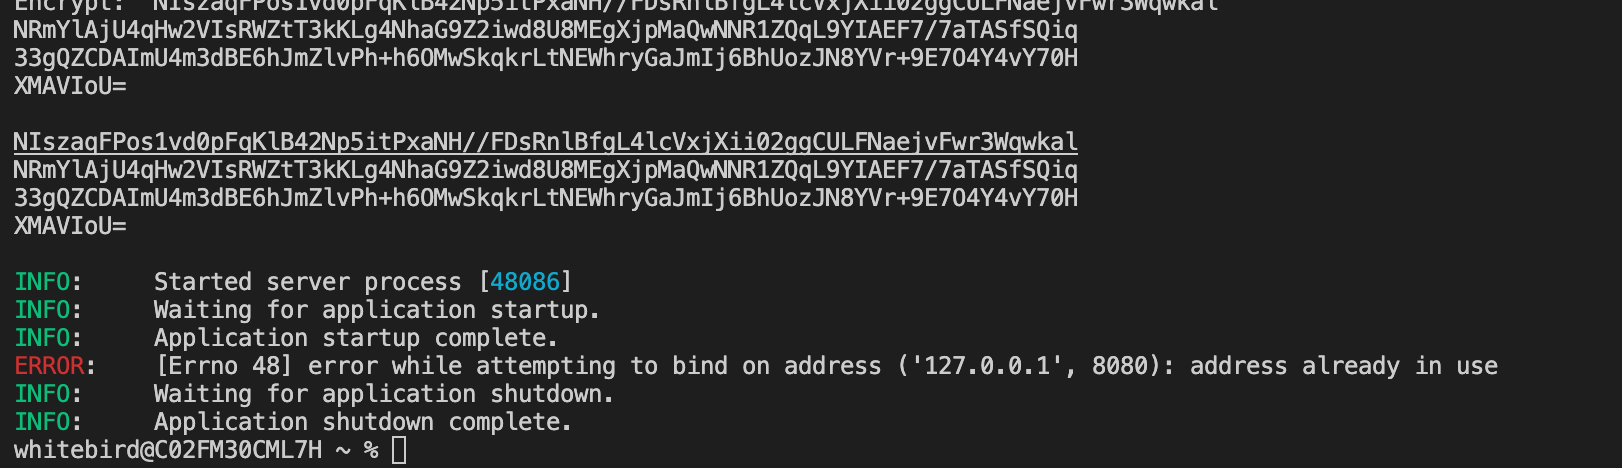 Encrypt:  NIszaqFPos1vd0pFqKlB42Np5itPxaNH//FDsRnlBfgL4lcVxjXii02ggCULFNaejvFwr3Wqwkal
NRmYlAjU4qHw2VIsRWZtT3kKLg4NhaG9Z2iwd8U8MEgXjpMaQwNNR1ZQqL9YIAEF7/7aTASfSQiq
33gQZCDAImU4m3dBE6hJmZlvPh+h6OMwSkqkrLtNEWhryGaJmIj6BhUozJN8YVr+9E7O4Y4vY70H
XMAVIoU=
NIszaqFPos1vd0pFqKlB42Np5itPxaNH//FDsRnlBfgL4lcVxjXii02ggCULFNaejvFwr3Wqwkal
NRmYlAjU4qHw2VIsRWZtT3kKLg4NhaG9Z2iwd8U8MEgXjpMaQwNNR1ZQqL9YIAEF7/7aTASfSQiq
33gQZCDAImU4m3dBE6hJmZlvPh+h6OMwSkqkrLtNEWhryGaJmIj6BhUozJN8YVr+9E7O4Y4vY70H
XMAVIoU=
INFO:     Started server process [48086]
INFO:     Waiting for application startup.
INFO:     Application startup complete.
ERROR:    [Errno 48] error while attempting to bind on address ('127.0.0.1', 8080): address already in use
INFO:     Waiting for application shutdown.
INFO:     Application shutdown complete.
whitebird@C02FM30CML7H ~ %